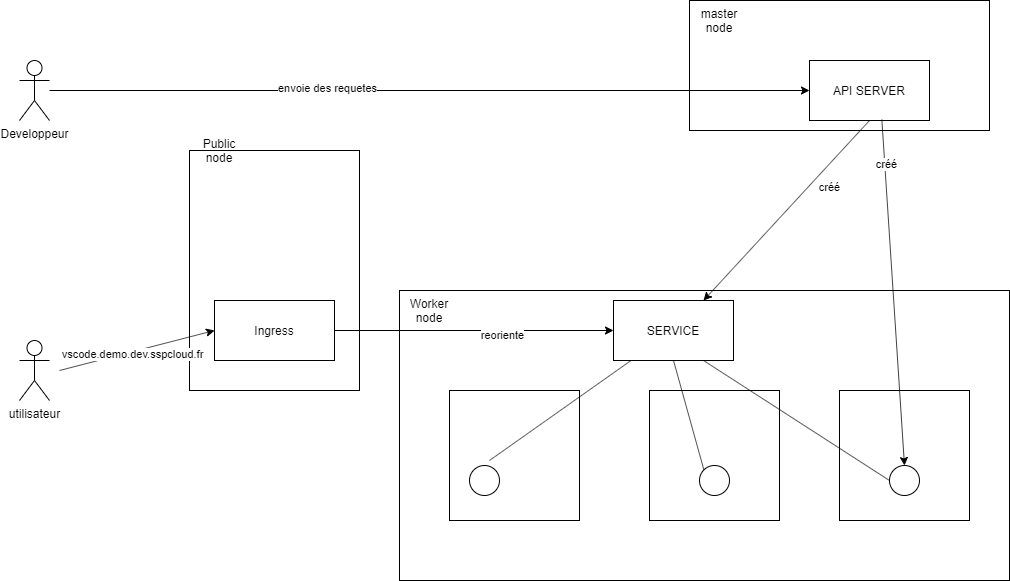 master
node
envoie des requetes
API SERVER
Developpeur
Public
node
créé
créé
Worker
node
Ingress
reoriente
SERVICE
vscode.demo.dev.sspcloud.fr
utilisateur